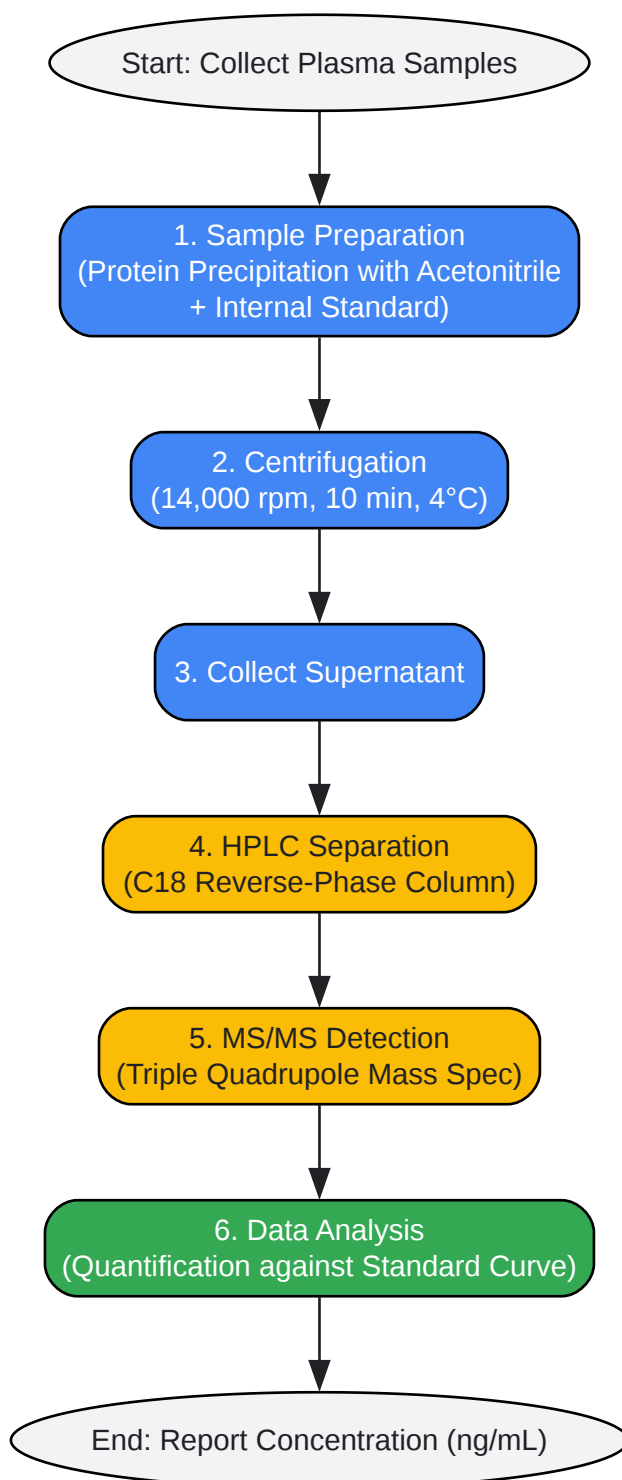 Start: Collect Plasma Samples
1. Sample Preparation
(Protein Precipitation with Acetonitrile
+ Internal Standard)
2. Centrifugation
(14,000 rpm, 10 min, 4°C)
3. Collect Supernatant
4. HPLC Separation
(C18 Reverse-Phase Column)
5. MS/MS Detection
(Triple Quadrupole Mass Spec)
6. Data Analysis
(Quantification against Standard Curve)
End: Report Concentration (ng/mL)